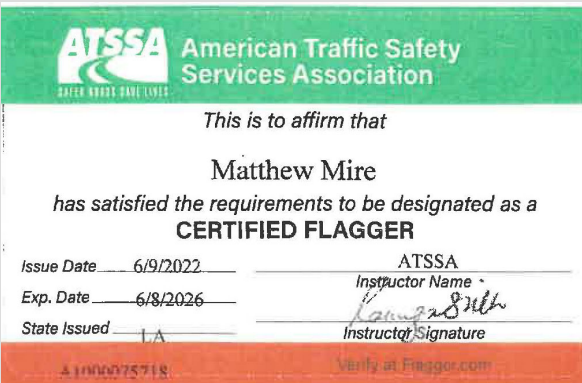 ATSSA
SAFER ROADS SAVE LIVES
American Traffic Safety
Services Association
This is to affirm that
Matthew Mire
has satisfied the requirements to be designated as a
CERTIFIED FLAGGER
Issue Date 6/9/2022
Exp. Date 6/8/2026
State Issued LA
ATSSA
Instructor Name
Instructor Signature
A1000075718
Verify at Flagger.com